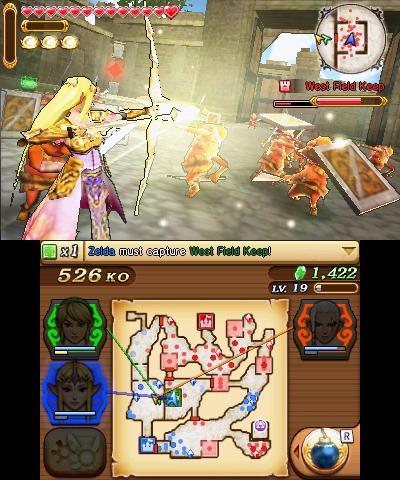 West Field Keep
x1 Zelda must capture West Field Keep!
526 KO
1,422
LV. 19
R